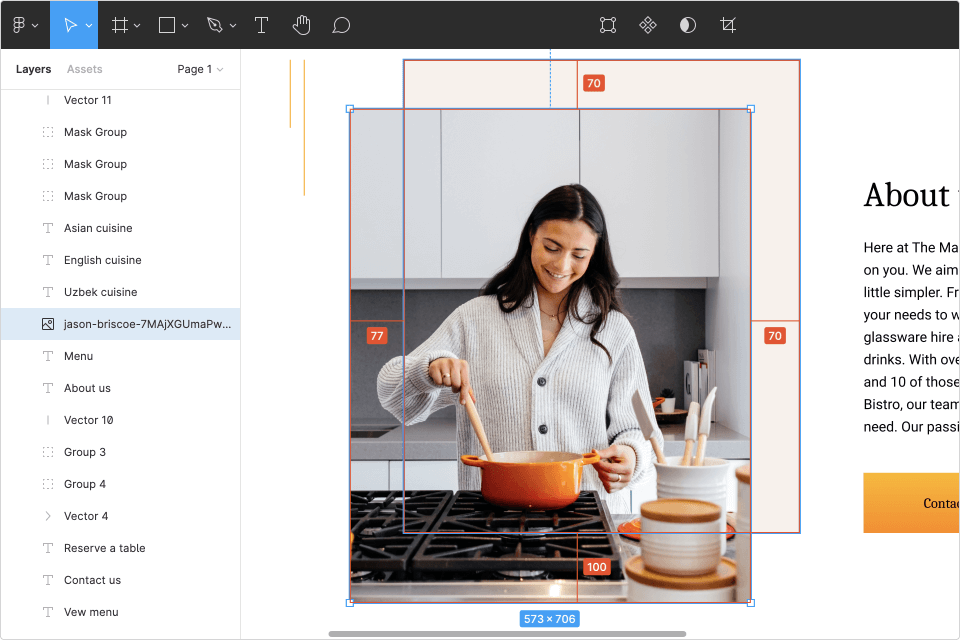 Layers Assets Page 1
Vector 11
Mask Group
Mask Group
Mask Group
Asian cuisine
English cuisine
Uzbek cuisine
jason-briscoe-7MAjXGUmaPw...
Menu
About us
Vector 10
Group 3
Group 4
Vector 4
Reserve a table
Contact us
Vew menu
70
77
70
100
573 × 706
About
Here at The Ma
on you. We aim
little simpler. Fr
your needs to w
glassware hire a
drinks. With ove
and 10 of those
Bistro, our team
need. Our passi
Contac